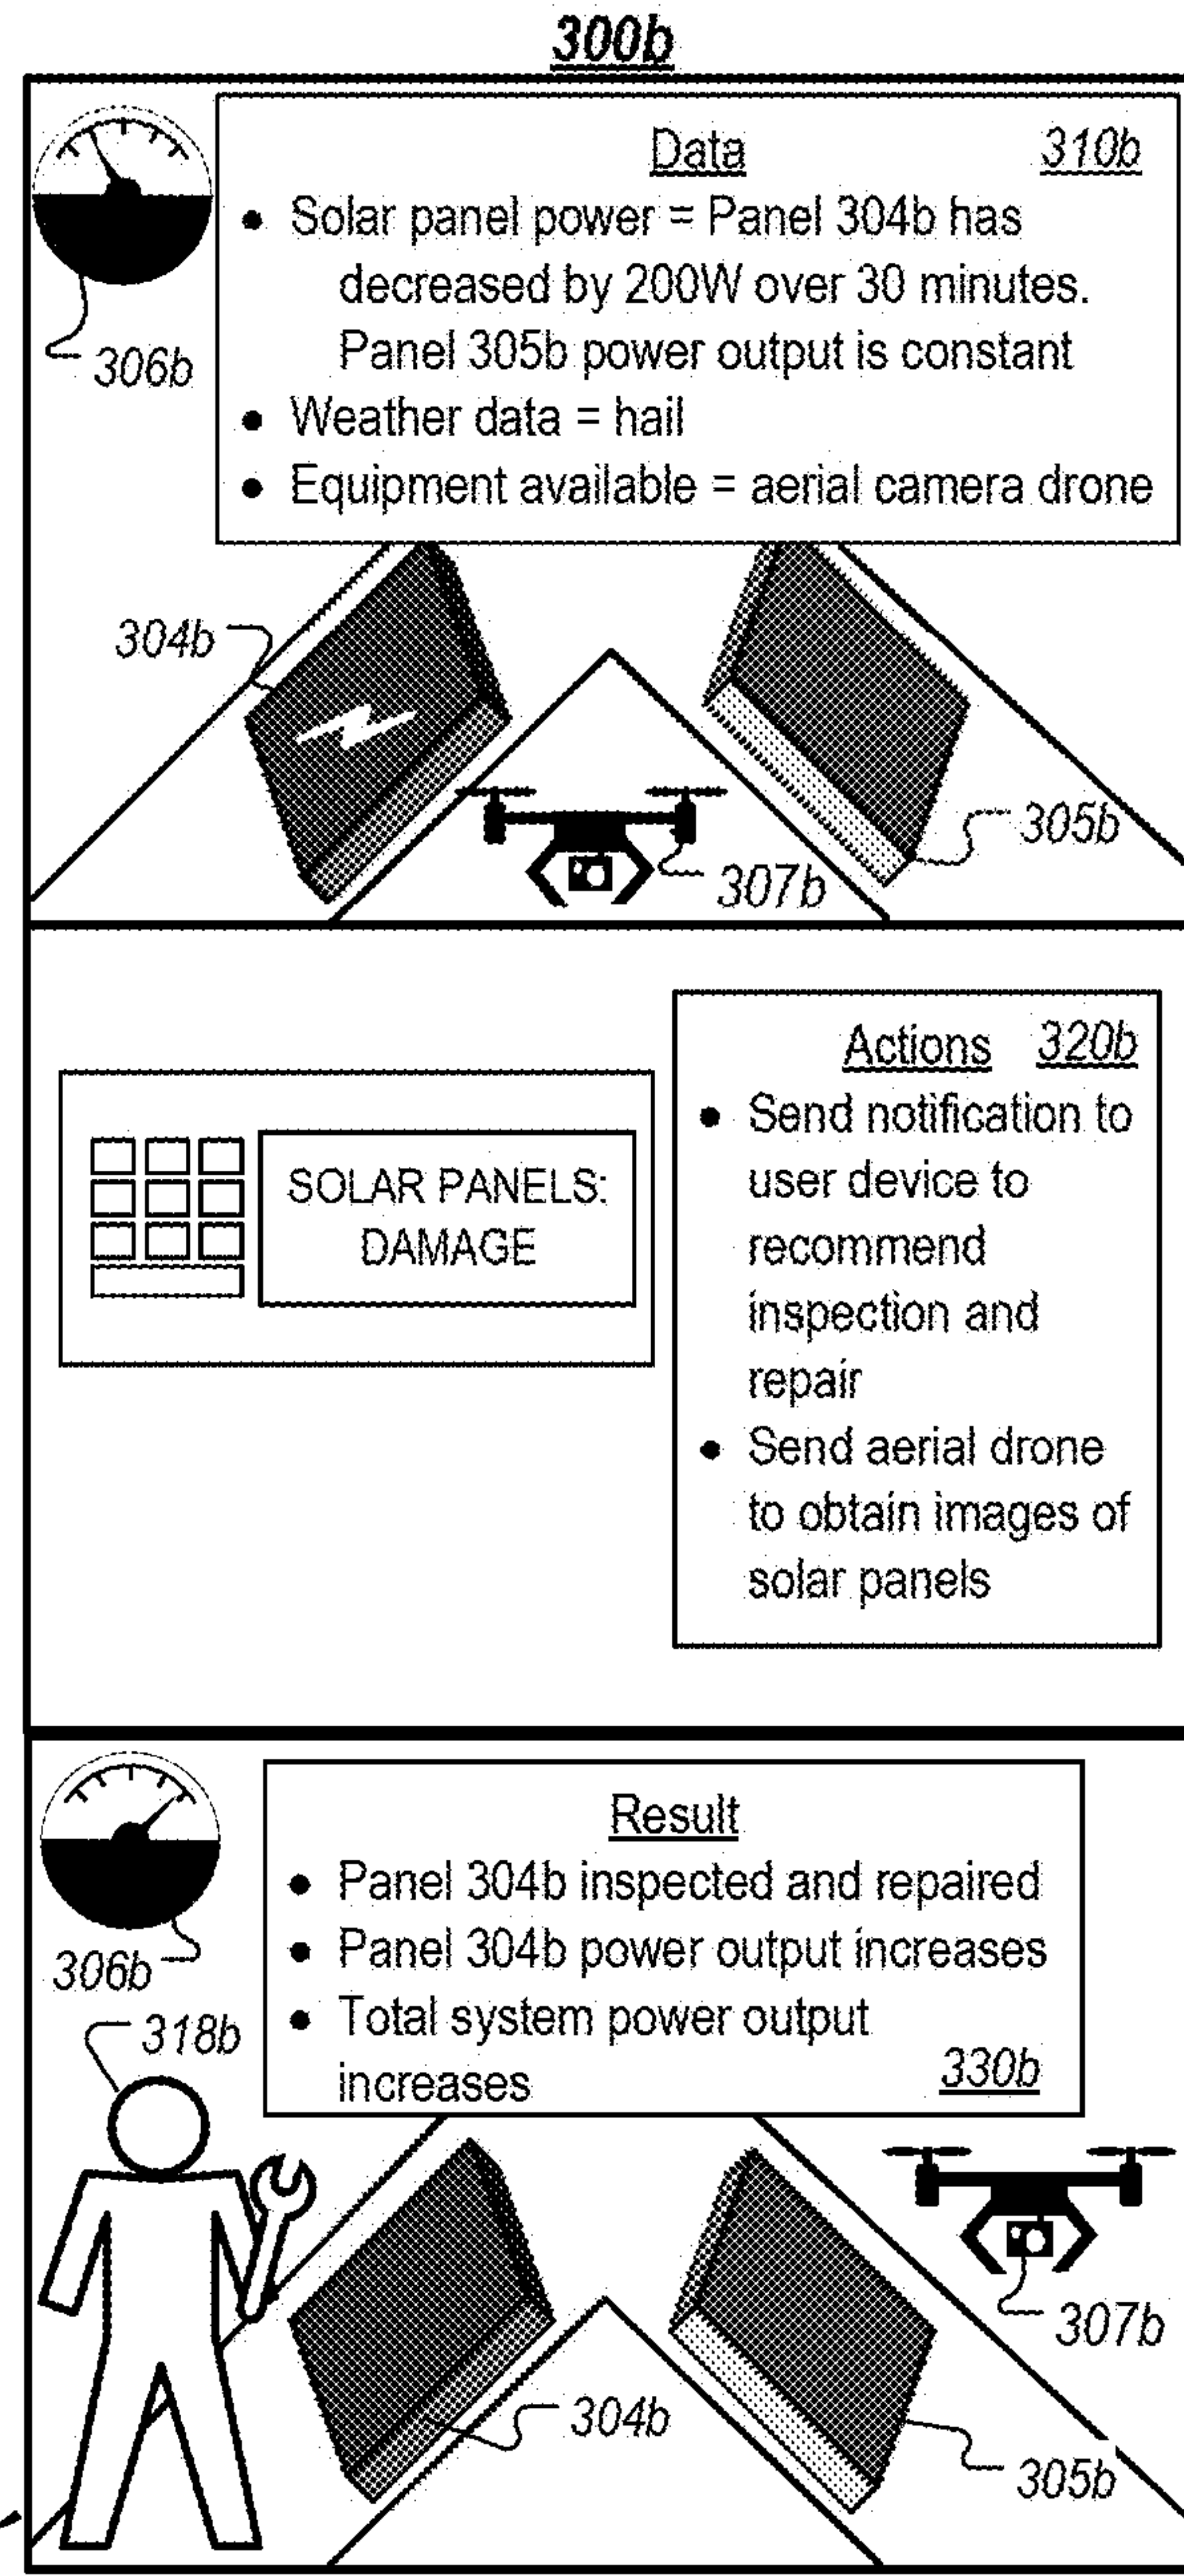 300b
Data 310b
• Solar panel power = Panel 304b has
decreased by 200W over 30 minutes.
Panel 305b power output is constant
• Weather data = hail
• Equipment available = aerial camera drone
306b
304b
305b
307b
Actions 320b
• Send notification to
user device to
recommend
inspection and
repair
• Send aerial drone
to obtain images of
solar panels
SOLAR PANELS:
DAMAGE
Result
• Panel 304b inspected and repaired
• Panel 304b power output increases
• Total system power output
increases
330b
306b
318b
307b
304b
305b